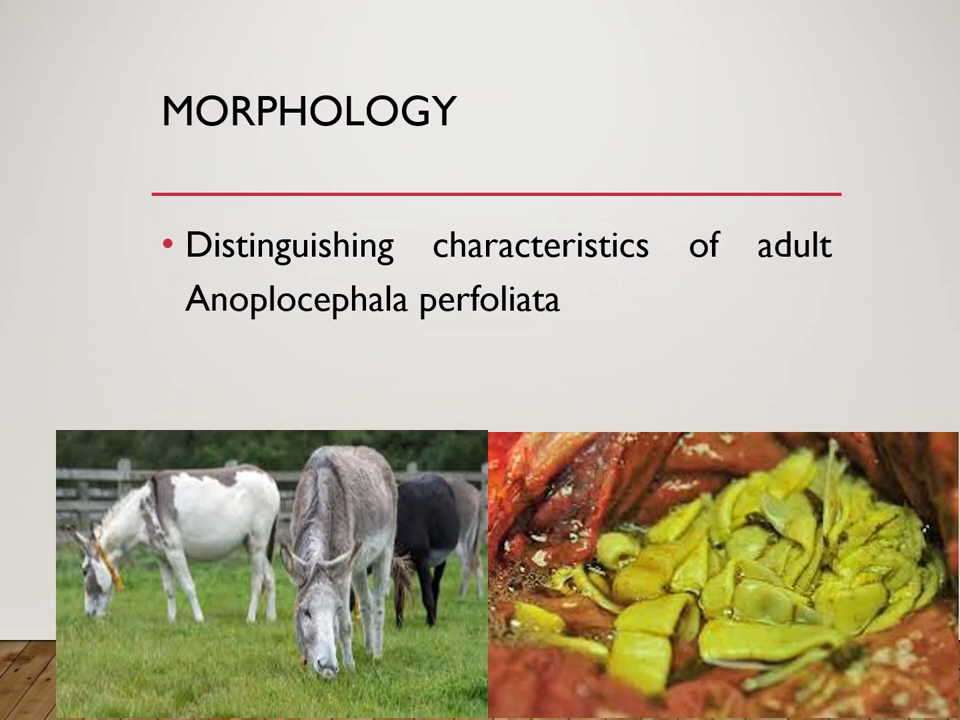 MORPHOLOGY
• Distinguishing characteristics of adult
Anoplocephala perfoliata